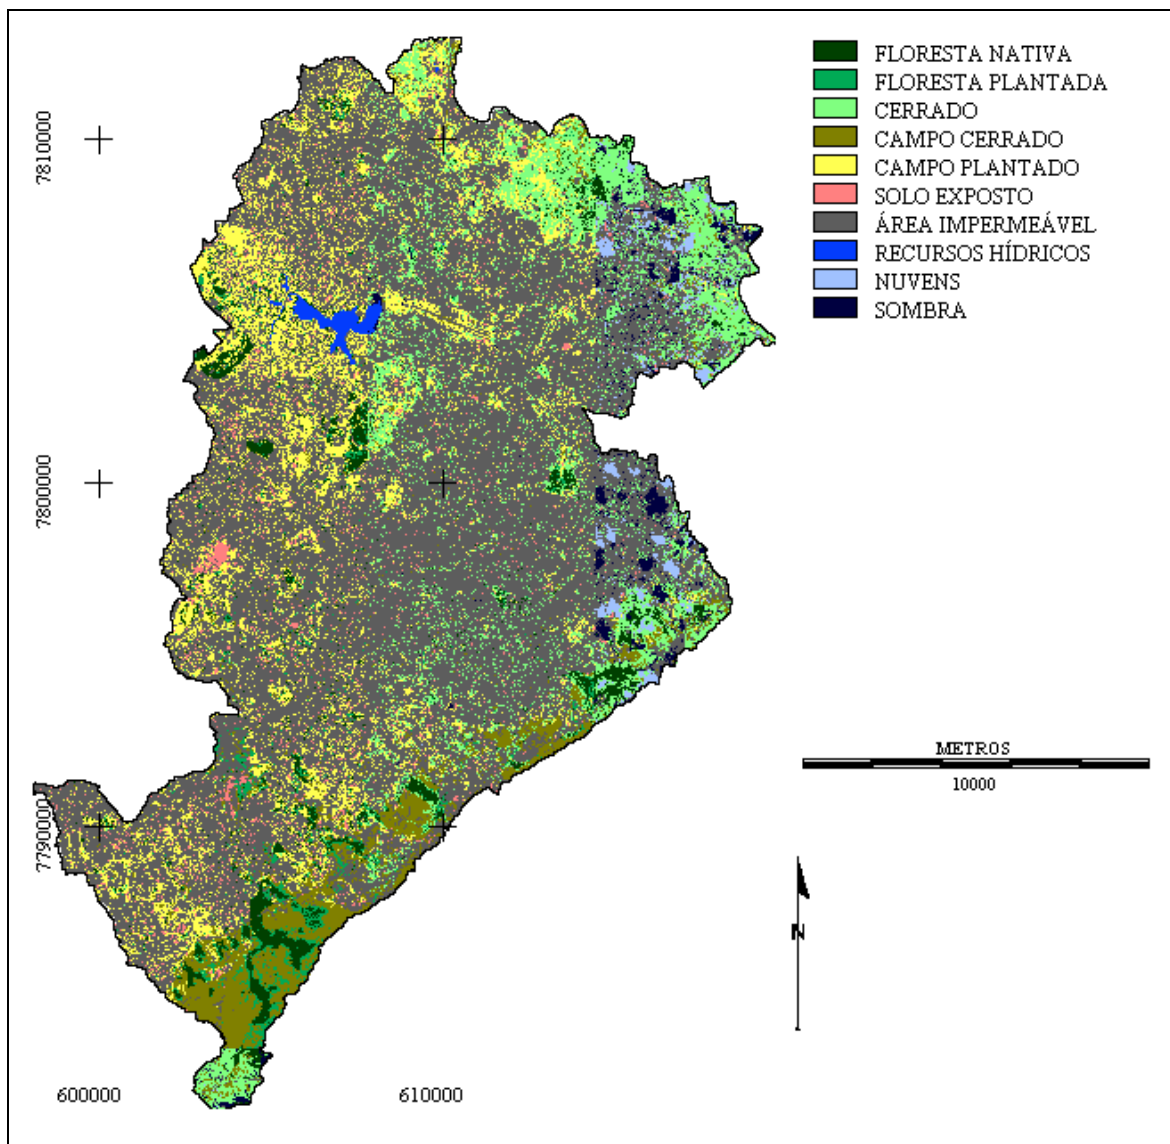 FLORESTA NATIVA
FLORESTA PLANTADA
CERRADO
CAMPO CERRADO
CAMPO PLANTADO
SOLO EXPOSTO
ÁREA IMPERMEÁVEL
RECURSOS HÍDRICOS
NUVENS
SOMBRA
7810000
7800000
7790000
METROS
10000
N
600000 610000